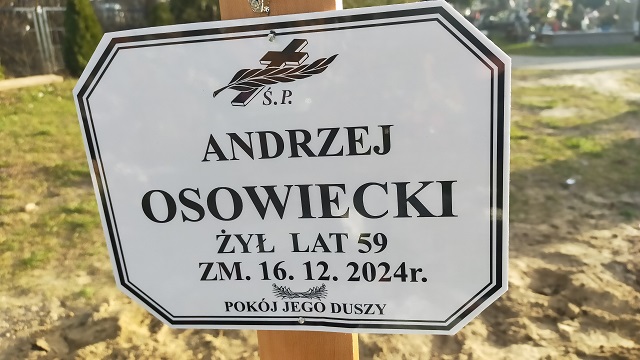 Ś.P.
ANDRZEJ
OSOWIECKI
ŻYŁ LAT 59
ZM. 16. 12. 2024r.
POKÓJ JEGO DUSZY